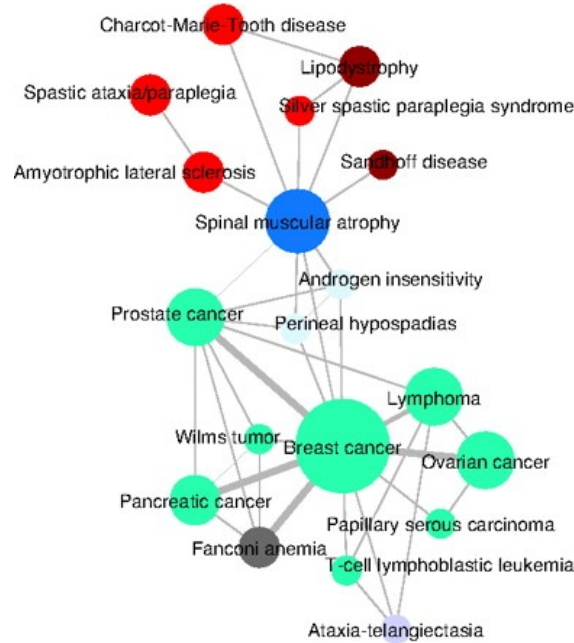 Charcot-Marie-Tooth disease
Lipodystrophy
Spastic ataxia/paraplegia
Silver spastic paraplegia syndrome
Sandhoff disease
Amyotrophic lateral sclerosis
Spinal muscular atrophy
Androgen insensitivity
Prostate cancer
Perineal hypospadias
Lymphoma
Wilms tumor
Breast cancer
Ovarian cancer
Pancreatic cancer
Papillary serous carcinoma
Fanconi anemia
T-cell lymphoblastic leukemia
Ataxia-telangiectasia